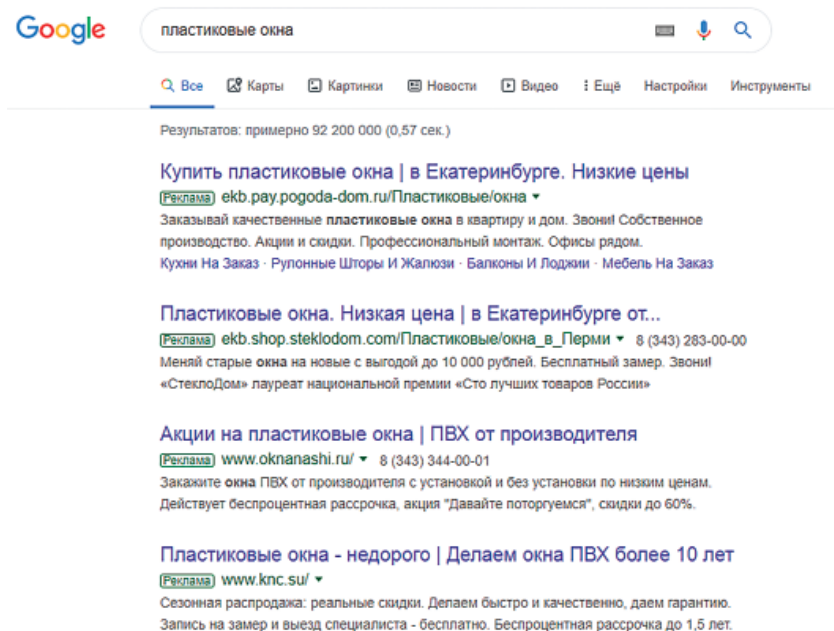 Google
пластиковые окна
Все Карты Картинки Новости Видео Ещё Настройки Инструменты
Результатов: примерно 92 200 000 (0,57 сек.)
Купить пластиковые окна | в Екатеринбурге. Низкие цены
Реклама ekb.pay.pogoda-dom.ru/Пластиковые/окна
Заказывай качественные пластиковые окна в квартиру и дом. Звони! Собственное
производство. Акции и скидки. Профессиональный монтаж. Офисы рядом.
Кухни На Заказ · Рулонные Шторы И Жалюзи · Балконы И Лоджии · Мебель На Заказ
Пластиковые окна. Низкая цена | в Екатеринбурге от...
Реклама ekb.shop.steklodom.com/Пластиковые/окна_в_Перми 8 (343) 283-00-00
Меняй старые окна на новые с выгодой до 10 000 рублей. Бесплатный замер. Звони!
«СтеклоДом» лауреат национальной премии «Сто лучших товаров России»
Акции на пластиковые окна | ПВХ от производителя
Реклама www.oknanashi.ru/ 8 (343) 344-00-01
Закажите окна ПВХ от производителя с установкой и без установки по низким ценам.
Действует беспроцентная рассрочка, акция "Давайте поторгуемся", скидки до 60%.
Пластиковые окна - недорого | Делаем окна ПВХ более 10 лет
Реклама www.knc.su/
Сезонная распродажа: реальные скидки. Делаем быстро и качественно, даем гарантию.
Запись на замер и выезд специалиста - бесплатно. Беспроцентная рассрочка до 1,5 лет.